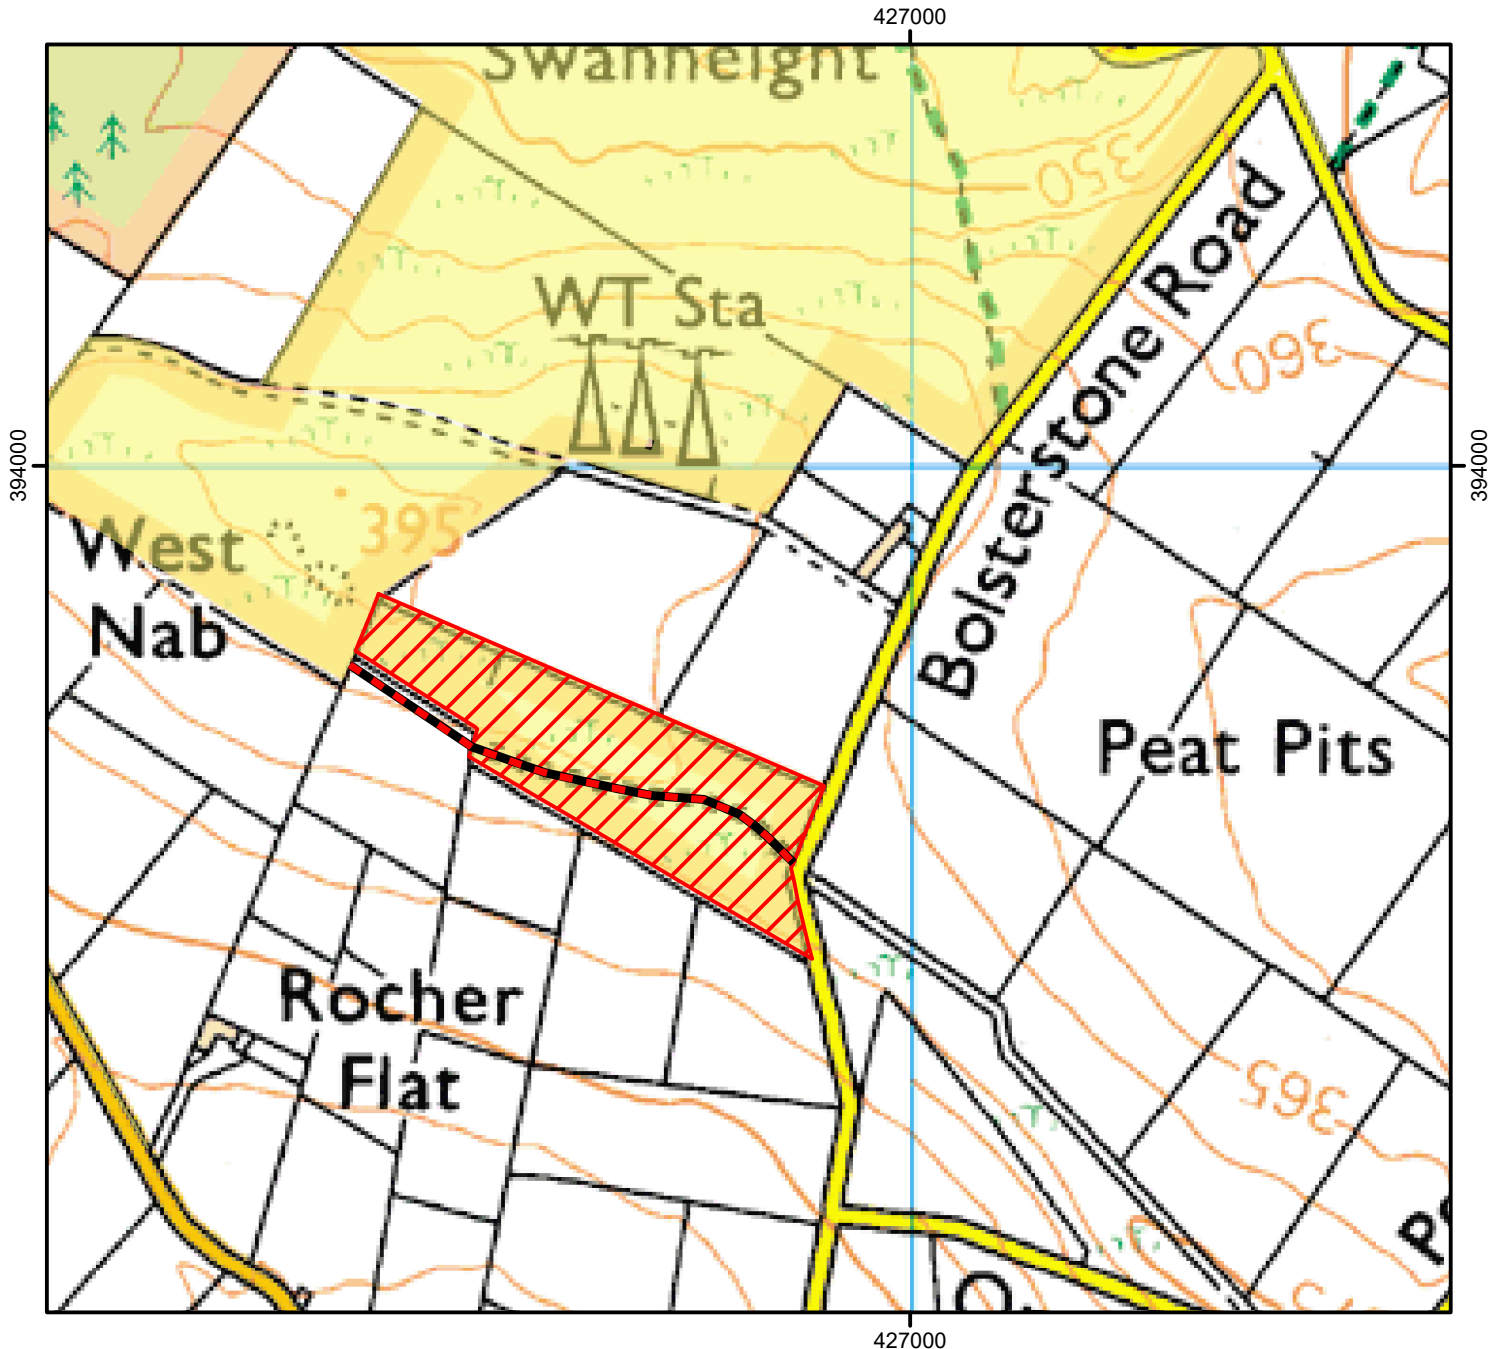 427000
Swanheight
350
Bolsterstone Road
WT Sta
360
394000
394000
395
West
Nab
Peat Pits
Rocher
Flat
365
427000